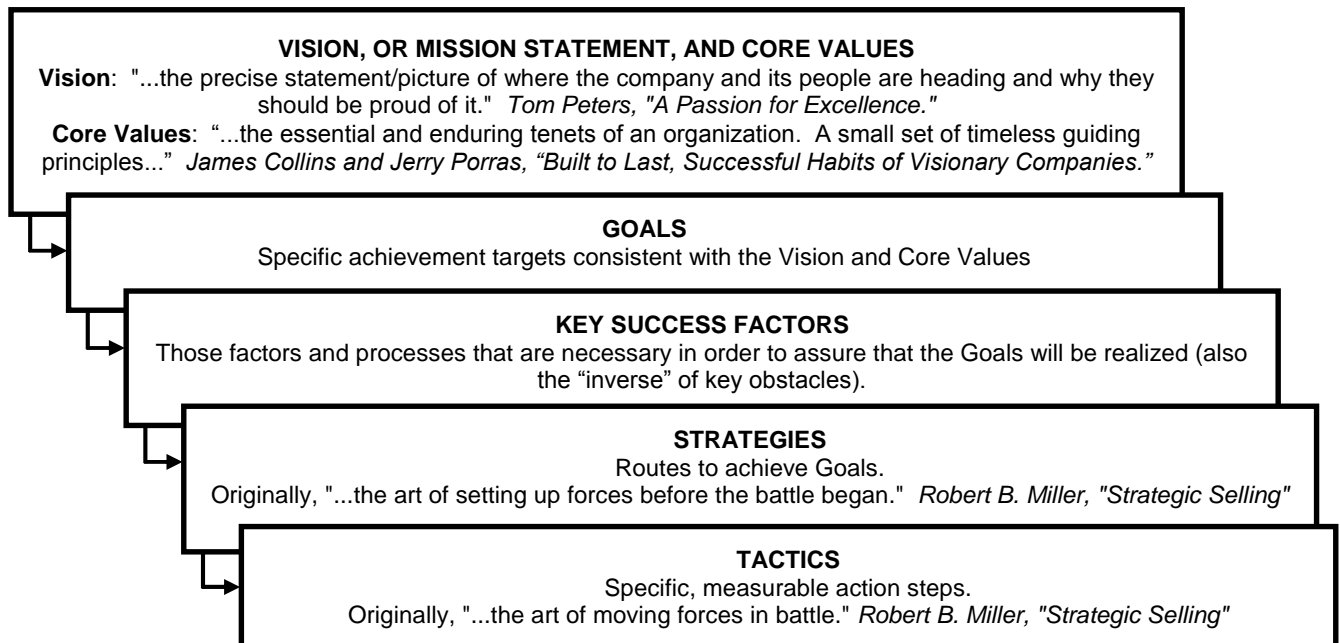 VISION, OR MISSION STATEMENT, AND CORE VALUES
Vision: "...the precise statement/picture of where the company and its people are heading and why they
should be proud of it." Tom Peters, "A Passion for Excellence."
Core Values: “...the essential and enduring tenets of an organization. A small set of timeless guiding
principles...” James Collins and Jerry Porras, “Built to Last, Successful Habits of Visionary Companies.”
GOALS
Specific achievement targets consistent with the Vision and Core Values
KEY SUCCESS FACTORS
Those factors and processes that are necessary in order to assure that the Goals will be realized (also
the “inverse” of key obstacles).
STRATEGIES
Routes to achieve Goals.
Originally, "...the art of setting up forces before the battle began." Robert B. Miller, "Strategic Selling"
TACTICS
Specific, measurable action steps.
Originally, "...the art of moving forces in battle." Robert B. Miller, "Strategic Selling"